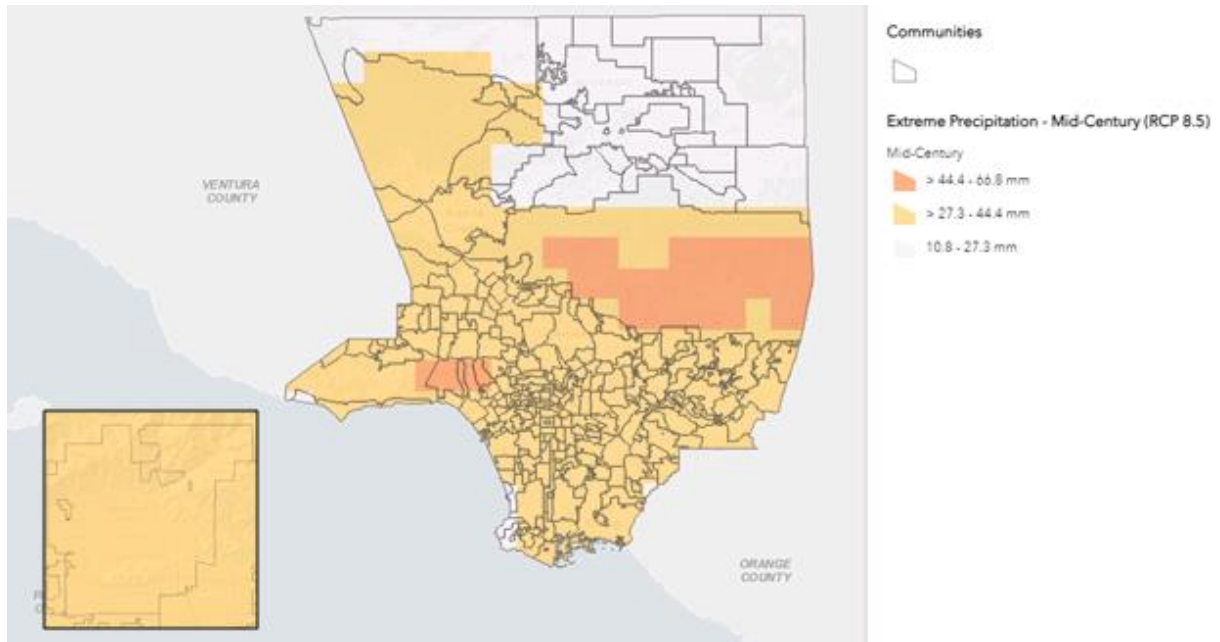 Communities
Extreme Precipitation - Mid-Century (RCP 8.5)
Mid-Century
> 44.4 - 66.8 mm
> 27.3 - 44.4 mm
10.8 - 27.3 mm
VENTURA
COUNTY
ORANGE
COUNTY